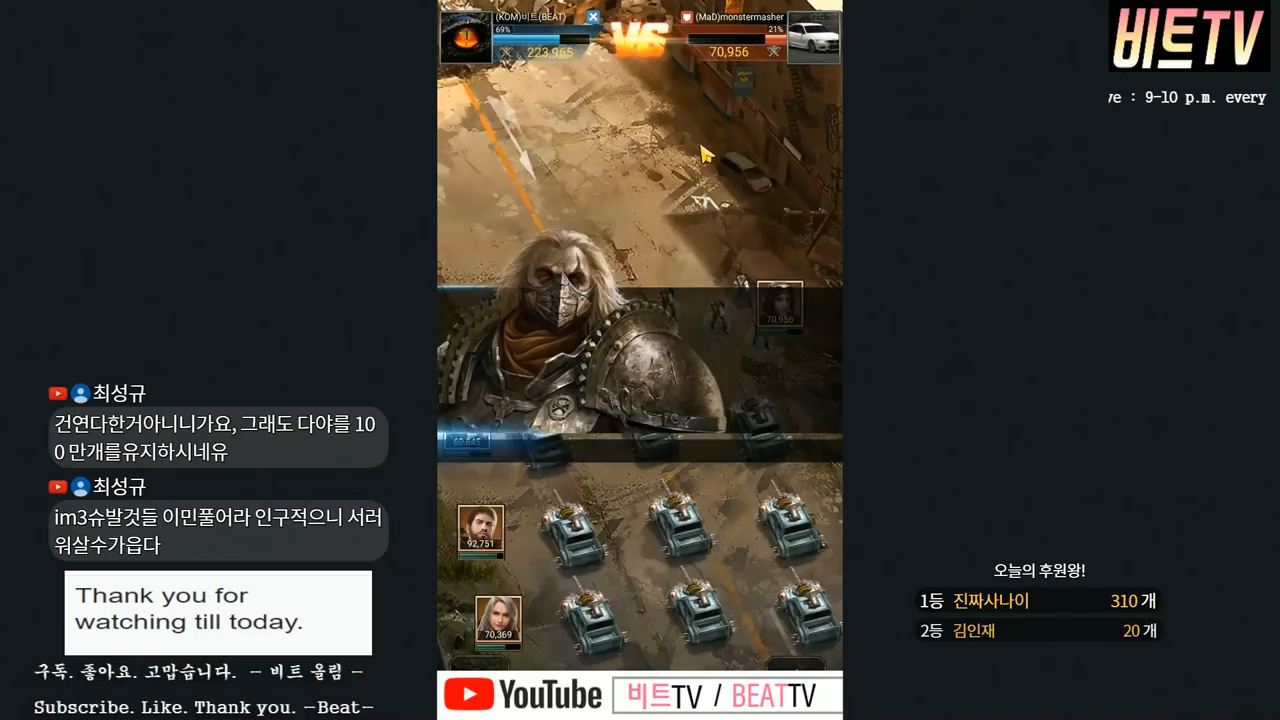 (KOM)비트(BEAT)
69%
223,965
VS
(MaD)monstermasher
21%
70,956
비트TV
ve : 9-10 p.m. every
70,956
60,645
92,751
70,369
최성규
건연다한거아니니가요, 그래도 다야를 10
0 만개를유지하시네유
최성규
im3슈발것들 이민풀어라 인구적으니 서러
워살수가읍다
Thank you for
watching till today.
구독. 좋아요. 고맙습니다. - 비트 올림 -
Subscribe. Like. Thank you. -Beat-
오늘의 후원왕!
1등 진짜사나이 310 개
2등 김인재 20 개
YouTube 비트TV / BEATTV